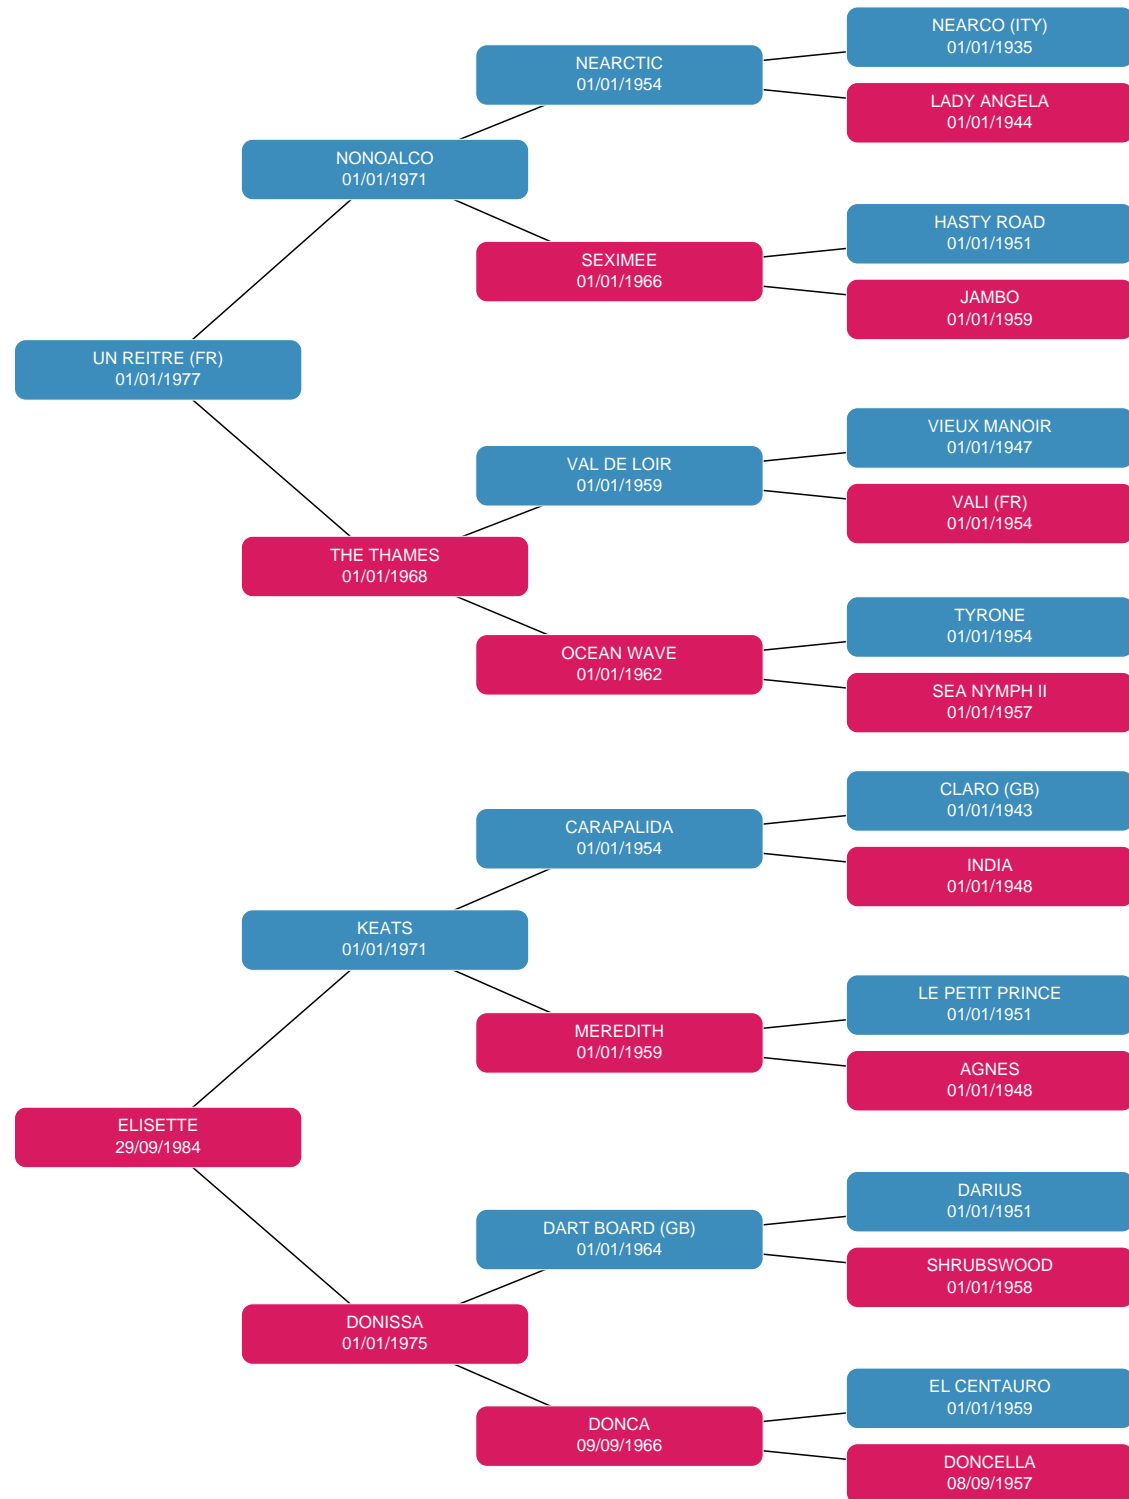 NEARCO (ITY)
01/01/1935
NEARCTIC
01/01/1954
LADY ANGELA
01/01/1944
NONOALCO
01/01/1971
HASTY ROAD
01/01/1951
SEXIMEE
01/01/1966
JAMBO
01/01/1959
UN REITRE (FR)
01/01/1977
VIEUX MANOIR
01/01/1947
VAL DE LOIR
01/01/1959
VALI (FR)
01/01/1954
THE THAMES
01/01/1968
TYRONE
01/01/1954
OCEAN WAVE
01/01/1962
SEA NYMPH II
01/01/1957
CLARO (GB)
01/01/1943
CARAPALIDA
01/01/1954
INDIA
01/01/1948
KEATS
01/01/1971
LE PETIT PRINCE
01/01/1951
MEREDITH
01/01/1959
AGNES
01/01/1948
ELISETTE
29/09/1984
DARIUS
01/01/1951
DART BOARD (GB)
01/01/1964
SHRUBSWOOD
01/01/1958
DONISSA
01/01/1975
EL CENTAURO
01/01/1959
DONCA
09/09/1966
DONCELLA
08/09/1957